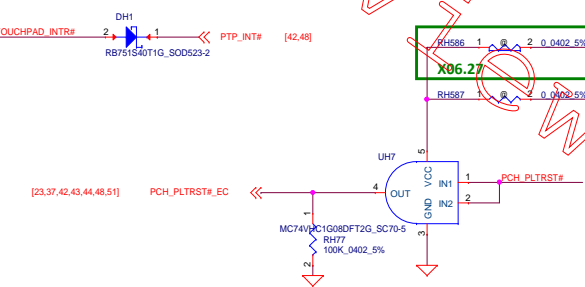 DH1
OUCHPAD_INTR#
2
1
PTP_INT#
[42,48]
RB751S40T1G_SOD523-2
RH586
1
@
2
0_0402_5%
X06.27
RH587
1
@
2
0_0402_5%
UH7
5
VCC
IN1
1
PCH_PLTRST#
[23,37,42,43,44,48,51]
PCH_PLTRST#_EC
4
OUT
GND
IN2
2
3
1
MC74VHC1G08DFT2G_SC70-5
RH77
100K_0402_5%
2